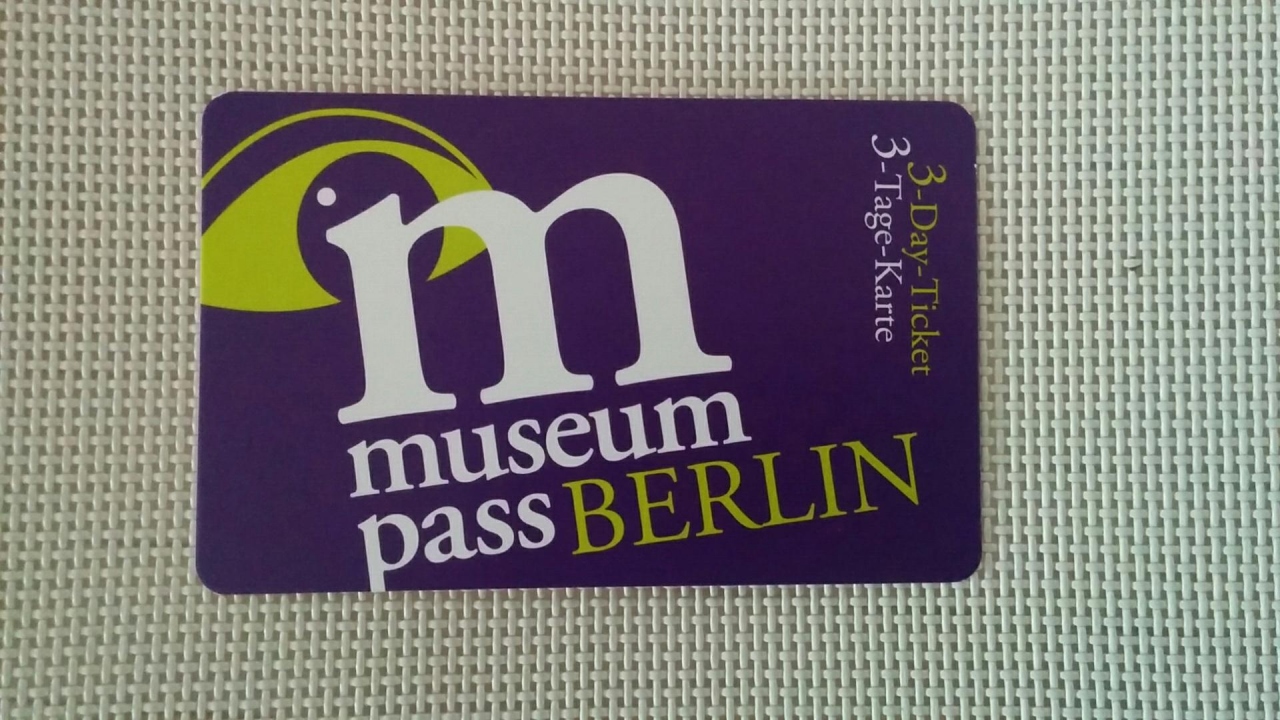 m
museum
pass BERLIN
3-Day-Ticket
3-Tage-Karte